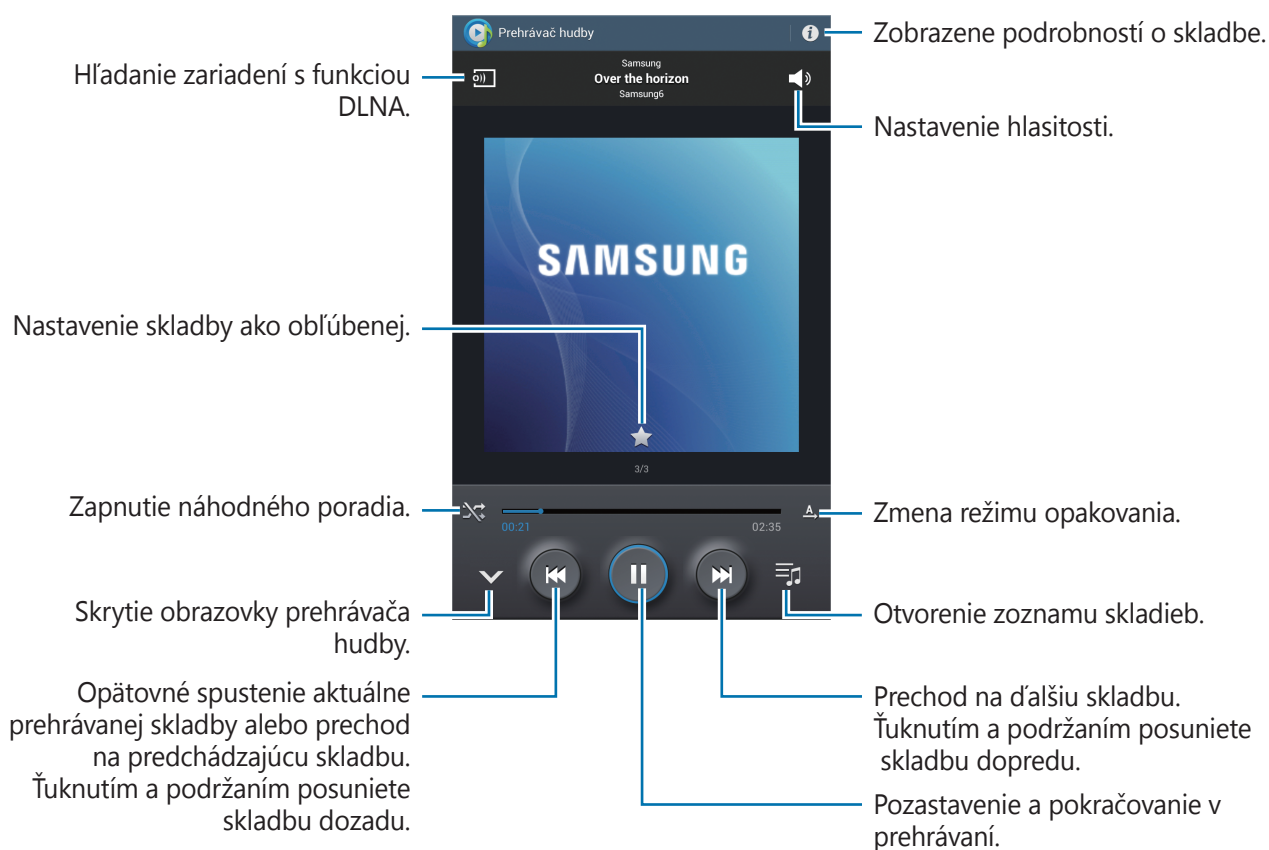 Prehrávač hudby
Zobrazene podrobností o skladbe.
Hľadanie zariadení s funkciou
DLNA.
Samsung
Over the horizon
Samsung6
Nastavenie hlasitosti.
SAMSUNG
Nastavenie skladby ako obľúbenej.
3/3
Zapnutie náhodného poradia.
00:21
02:35
A
Zmena režimu opakovania.
Skrytie obrazovky prehrávača
hudby.
Otvorenie zoznamu skladieb.
Opätovné spustenie aktuálne
prehrávanej skladby alebo prechod
na predchádzajúcu skladbu.
Ťuknutím a podržaním posuniete
skladbu dozadu.
Prechod na ďalšiu skladbu.
Ťuknutím a podržaním posuniete
skladbu dopredu.
Pozastavenie a pokračovanie v
prehrávaní.